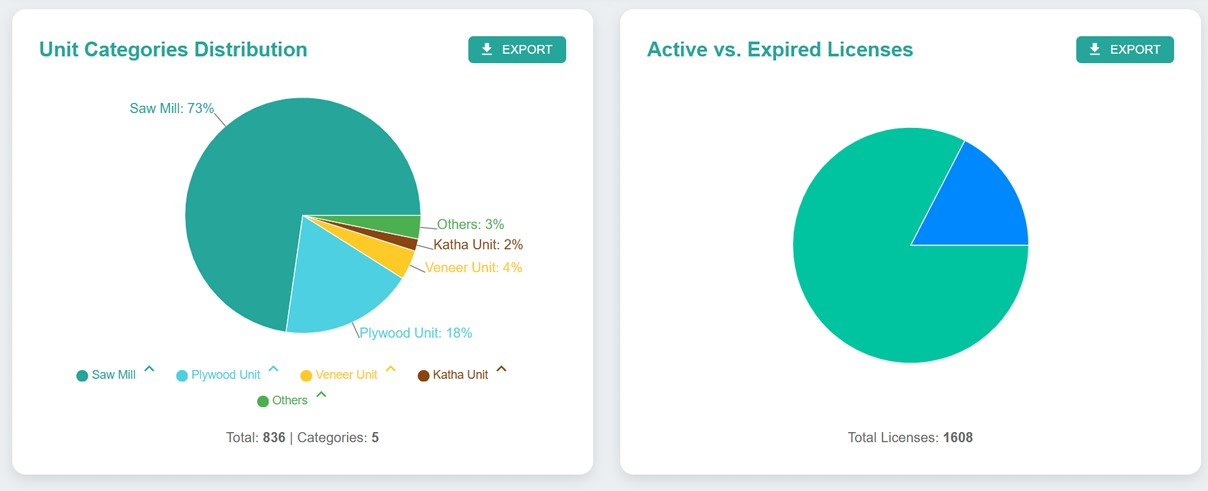 Unit Categories Distribution
EXPORT
Saw Mill: 73%
Others: 3%
Katha Unit: 2%
Veneer Unit: 4%
Plywood Unit: 18%
Saw Mill
Plywood Unit
Veneer Unit
Katha Unit
Others
Total: 836 | Categories: 5
Active vs. Expired Licenses
EXPORT
Total Licenses: 1608